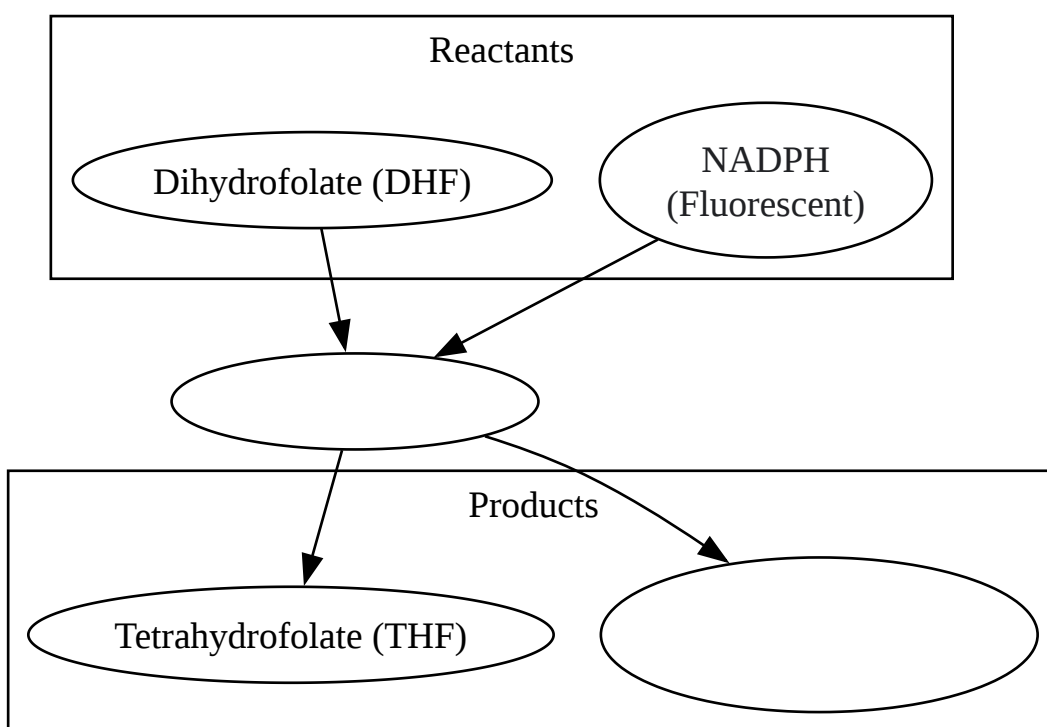 Reactants
Dihydrofolate (DHF)
NADPH
(Fluorescent)
Products
Tetrahydrofolate (THF)